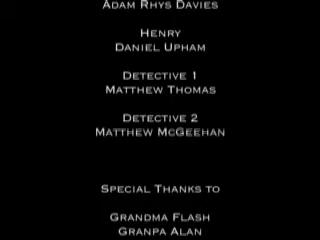 Adam Rhys Davies
Henry
Daniel Upham
Detective 1
Matthew Thomas
Detective 2
Matthew McGeehan
Special Thanks to
Grandma Flash
Granpa Alan